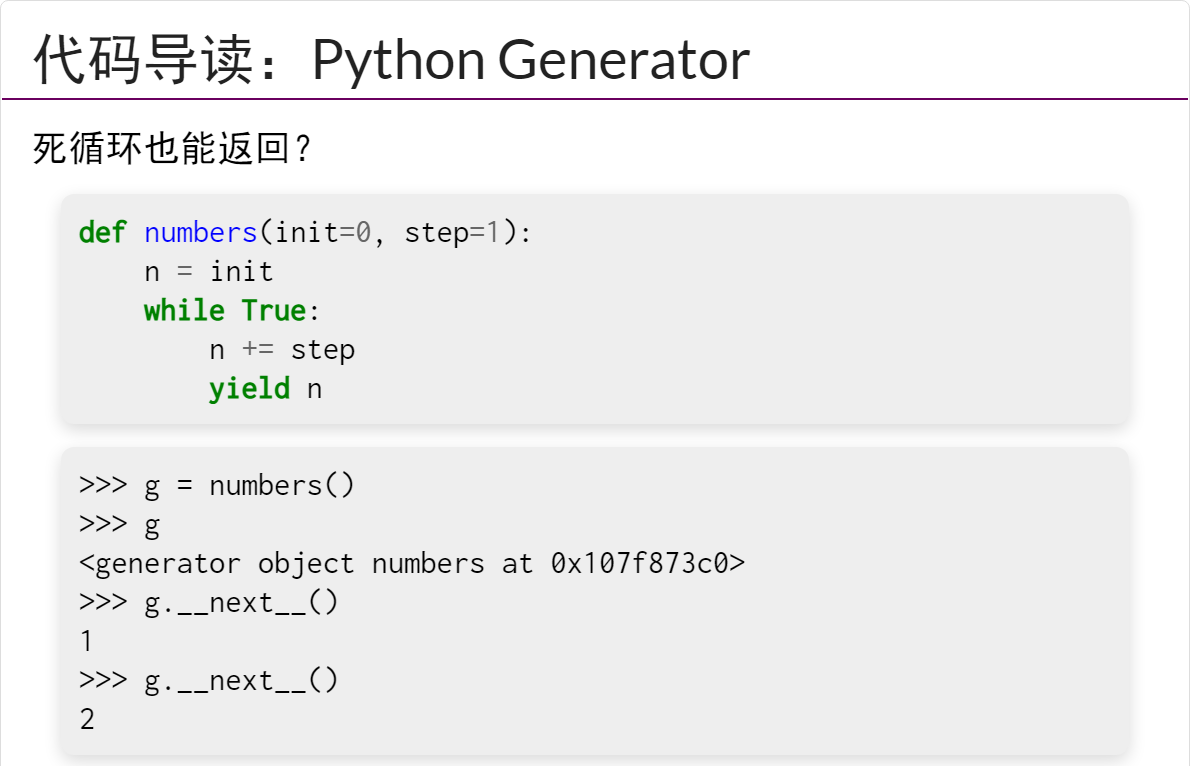 代码导读：Python Generator
死循环也能返回？
def numbers(init=0, step=1):
    n = init
    while True:
        n += step
        yield n
>>> g = numbers()
>>> g
<generator object numbers at 0x107f873c0>
>>> g.__next__()
1
>>> g.__next__()
2